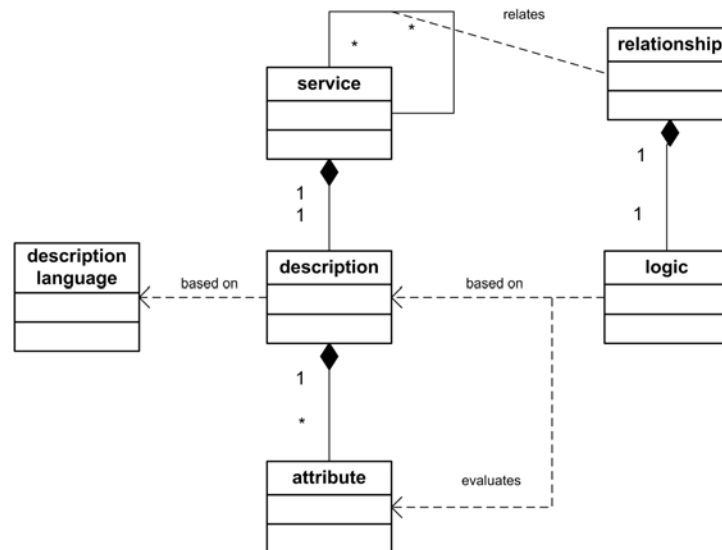 relates
relationship
*
*
service
1
1
1
1
description
language
based on
description
based on
logic
1
*
attribute
evaluates